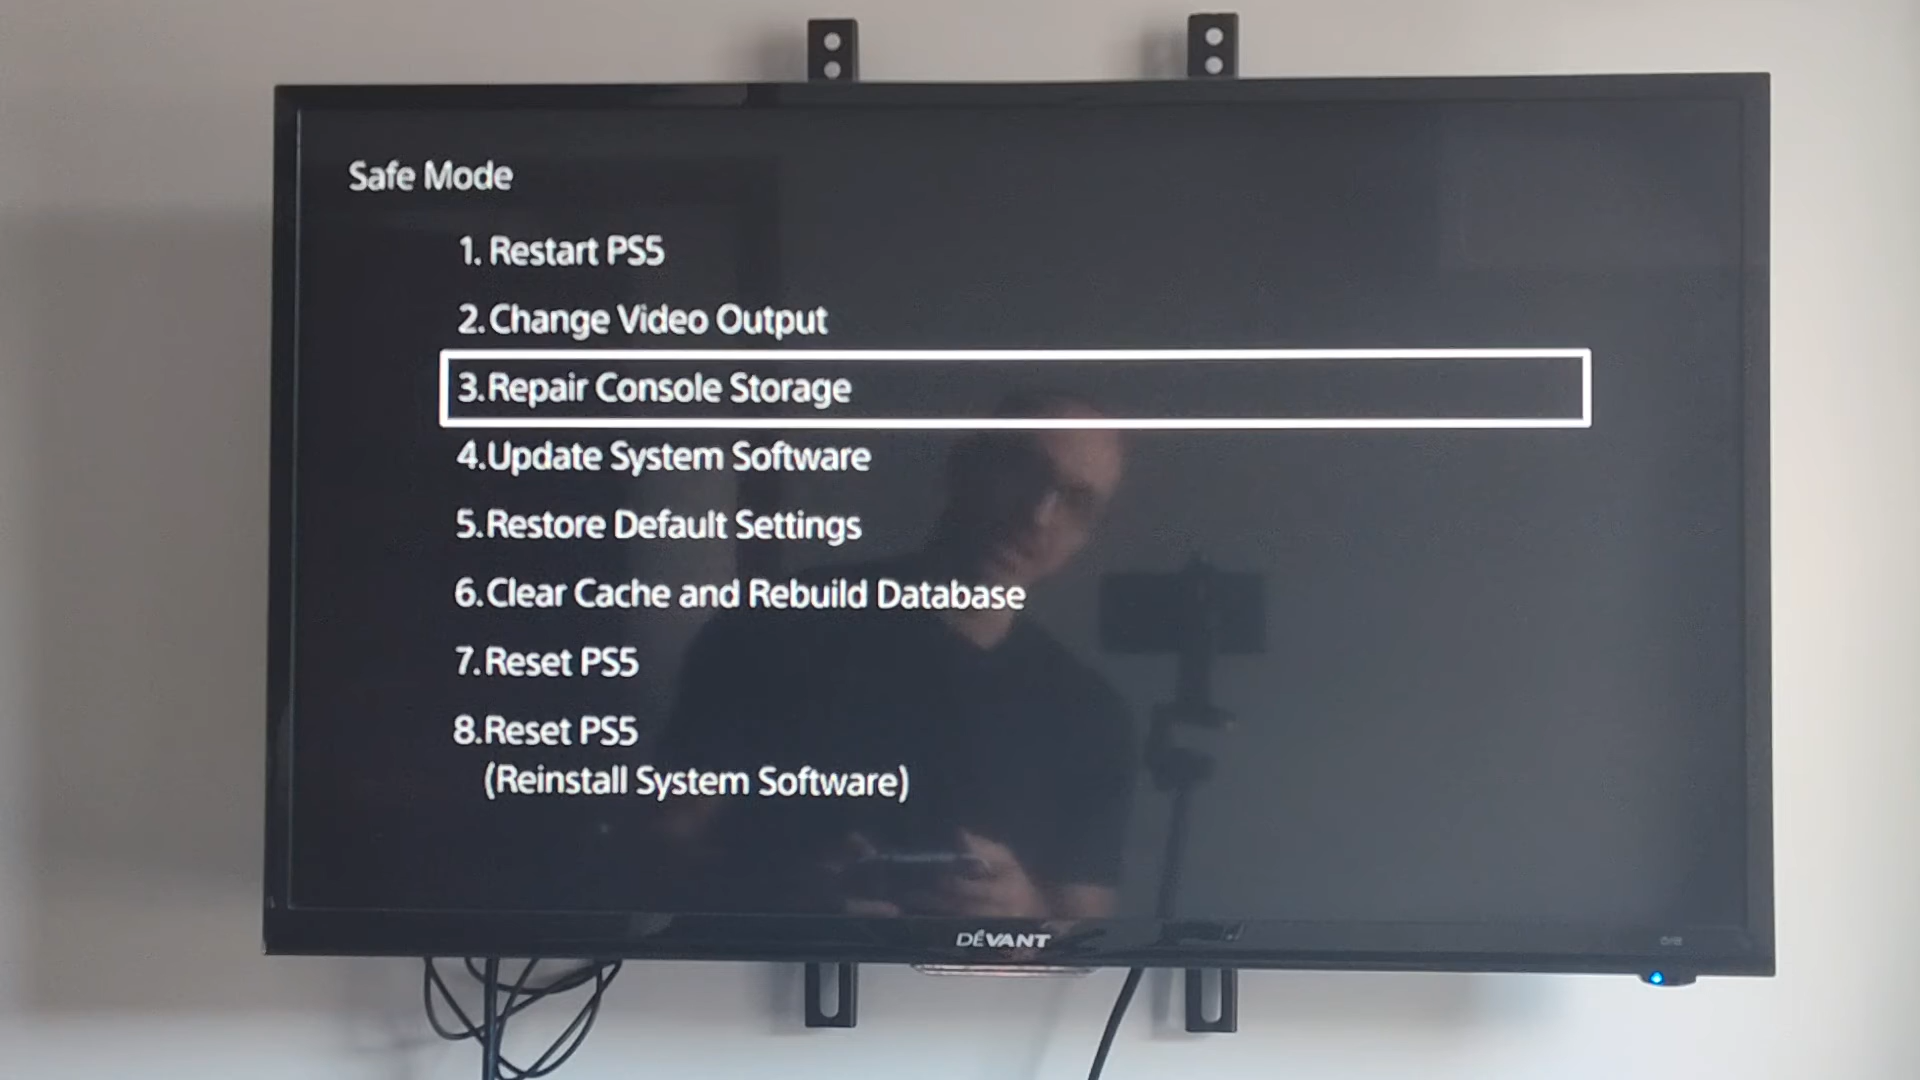 Safe Mode
1. Restart PS5
2. Change Video Output
3. Repair Console Storage
4. Update System Software
5. Restore Default Settings
6. Clear Cache and Rebuild Database
7. Reset PS5
8. Reset PS5
(Reinstall System Software)
DEVANT